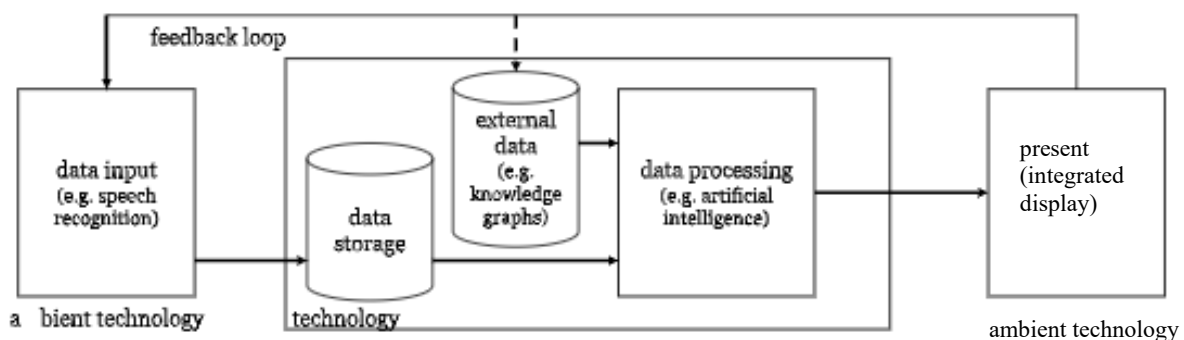 feedback loop
data input
(e.g. speech
recognition)
a bient technology
data
storage
technology
external
data
(e.g.
knowledge
graphs)
data processing
(e.g. artificial
intelligence)
present
(integrated
display)
ambient technology